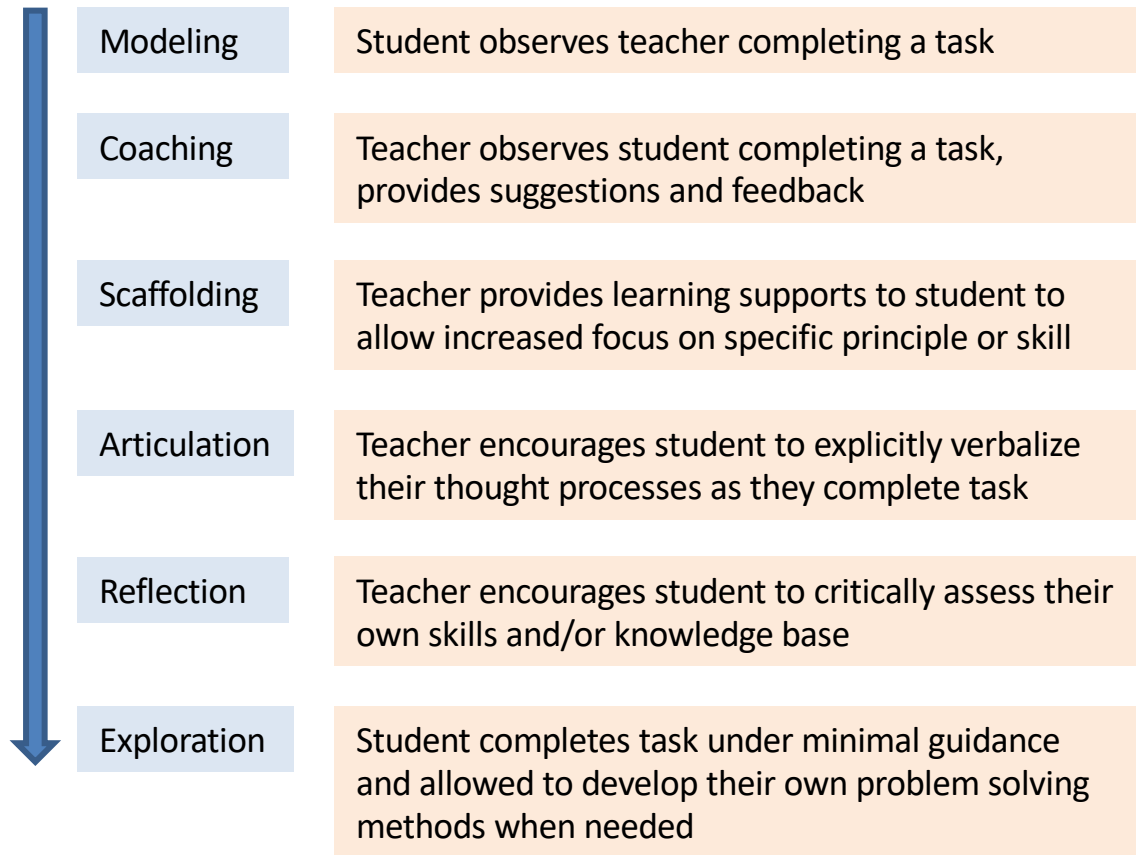 Modeling
Student observes teacher completing a task
Coaching
Teacher observes student completing a task,
provides suggestions and feedback
Scaffolding
Teacher provides learning supports to student to
allow increased focus on specific principle or skill
Articulation
Teacher encourages student to explicitly verbalize
their thought processes as they complete task
Reflection
Teacher encourages student to critically assess their
own skills and/or knowledge base
Exploration
Student completes task under minimal guidance
and allowed to develop their own problem solving
methods when needed